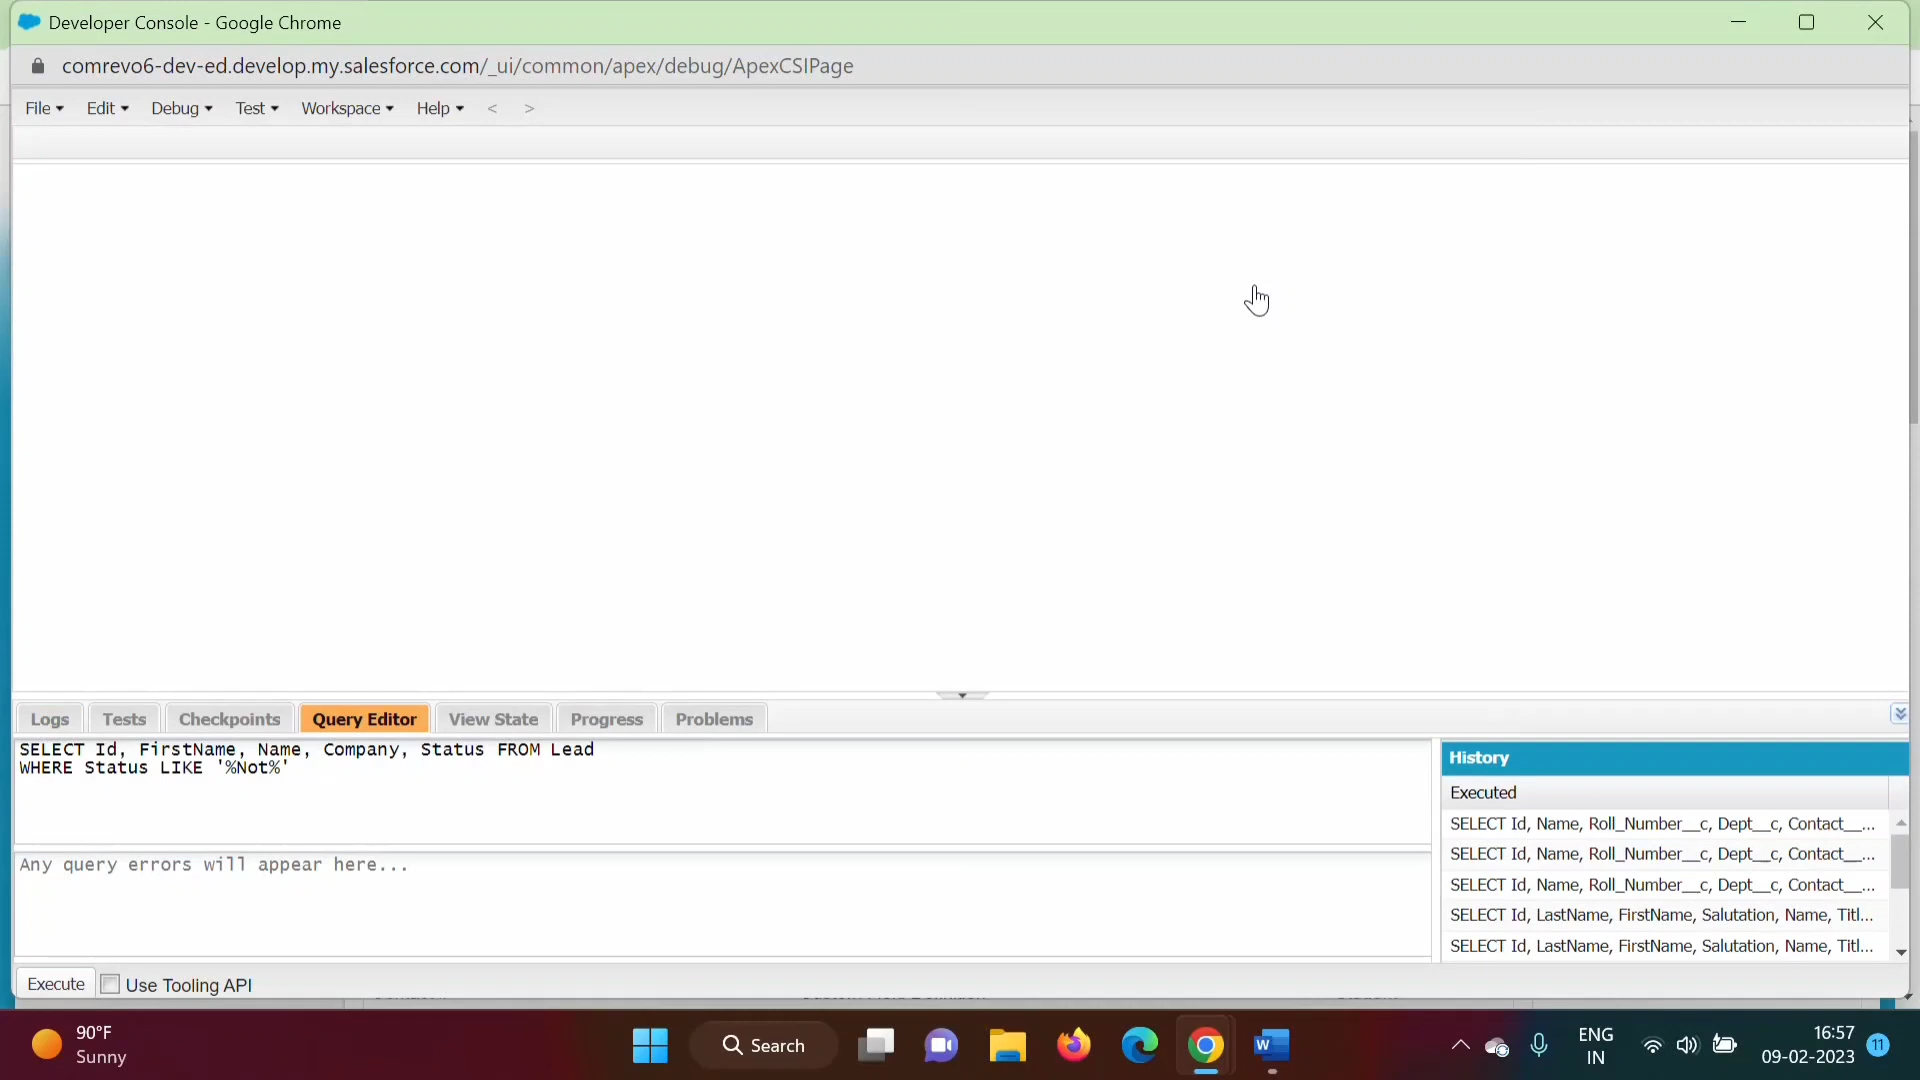 Developer Console - Google Chrome
comrevo6-dev-ed.develop.my.salesforce.com/_ui/common/apex/debug/ApexCSIPage
File Edit Debug Test Workspace Help < >
Logs Tests Checkpoints Query Editor View State Progress Problems
SELECT Id, FirstName, Name, Company, Status FROM Lead
WHERE Status LIKE '%Not%'
Any query errors will appear here...
History
Executed
SELECT Id, Name, Roll_Number__c, Dept__c, Contact__...
SELECT Id, Name, Roll_Number__c, Dept__c, Contact__...
SELECT Id, Name, Roll_Number__c, Dept__c, Contact__...
SELECT Id, LastName, FirstName, Salutation, Name, Titl...
SELECT Id, LastName, FirstName, Salutation, Name, Titl...
Execute Use Tooling API
90°F
Sunny
Search
W
ENG
IN
16:57
09-02-2023
11